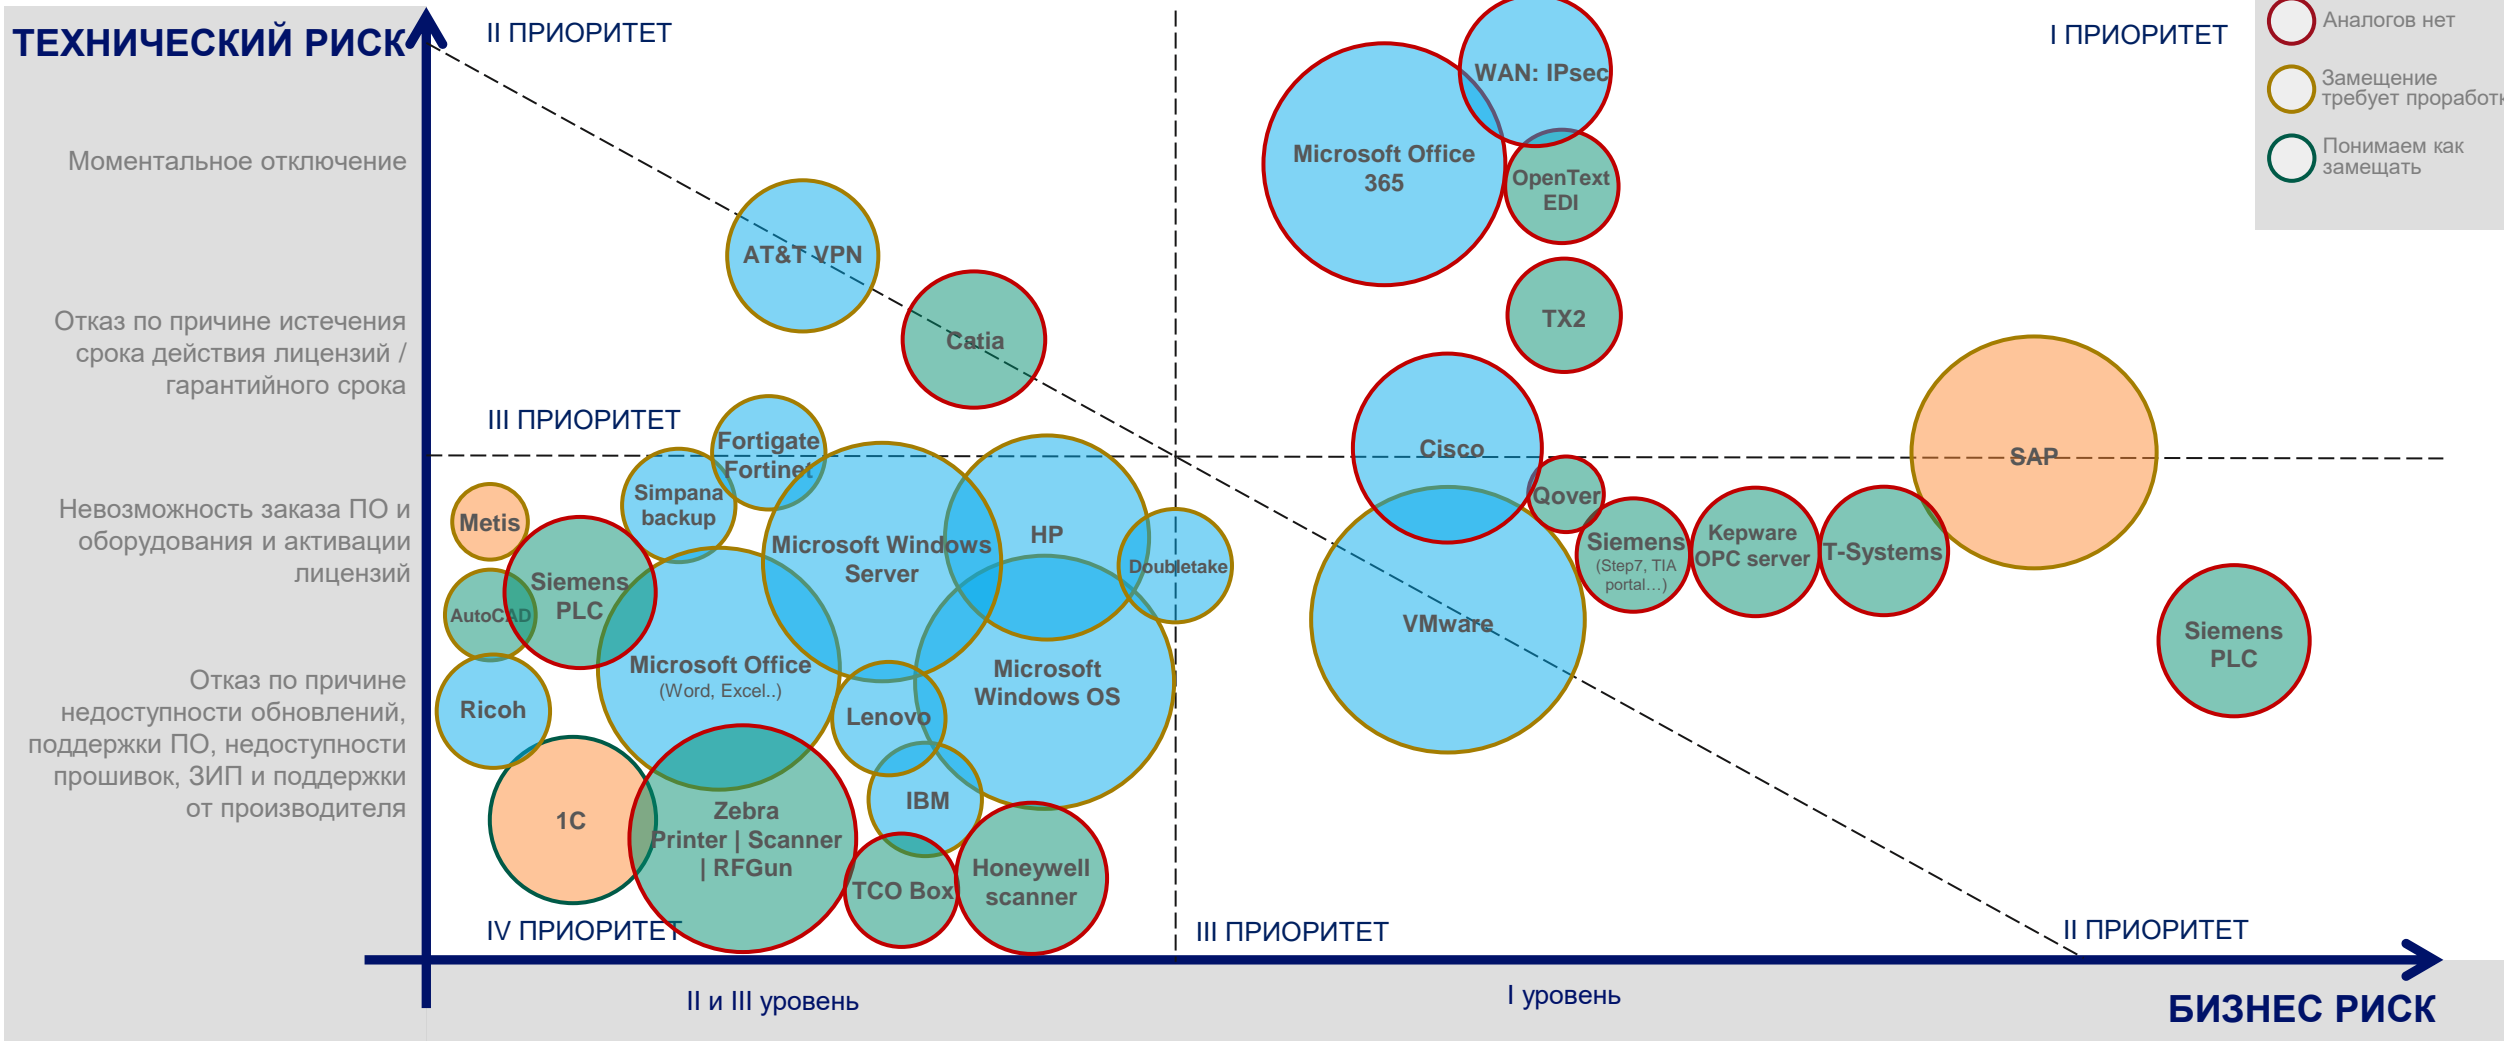 ТЕХНИЧЕСКИЙ РИСК
II ПРИОРИТЕТ
I ПРИОРИТЕТ
Аналогов нет
Замещение
требует
Понимаем как
замещать
Моментальное отключение
Отказ по причине истечения
срока действия лицензий /
гарантийного срока
Невозможность заказа ПО и
оборудования и активации
лицензий
Отказ по причине
недоступности обновлений,
поддержки ПО, недоступности
прошивок, ЗИП и поддержки
от производителя
WAN: IPsec
Microsoft Office
365
OpenText
EDI
AT&T VPN
TX2
Catia
III ПРИОРИТЕТ
Fortigate
Fortinet
Cisco
SAP
Simpana
backup
Qover
Metis
HP
Microsoft Windows
Server
Doubletake
Siemens
(Step7, TIA
portal...)
Kepware
OPC server
T-Systems
Siemens
PLC
AutoCAD
VMware
Siemens
PLC
Microsoft Office
(Word, Excel..)
Microsoft
Windows OS
Ricoh
Lenovo
IBM
1C
Zebra
Printer | Scanner
| RFGun
TCO Box
Honeywell
scanner
IV ПРИОРИТЕТ
III ПРИОРИТЕТ
II ПРИОРИТЕТ
II и III уровень
I уровень
БИЗНЕС РИСК